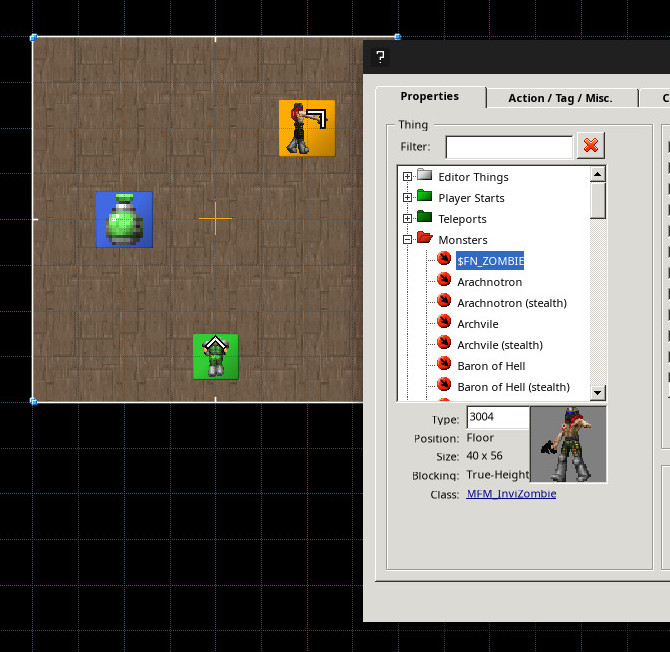 ?
Properties
Action / Tag / Misc.
C
Thing
Filter:
Editor Things
Player Starts
Teleports
Monsters
$FN_ZOMBIE
Arachnotron
Arachnotron (stealth)
Archvile
Archvile (stealth)
Baron of Hell
Baron of Hell (stealth)
Type: 3004
Position: Floor
Size: 40 x 56
Blocking: True-Height
Class: MFM_InviZombie